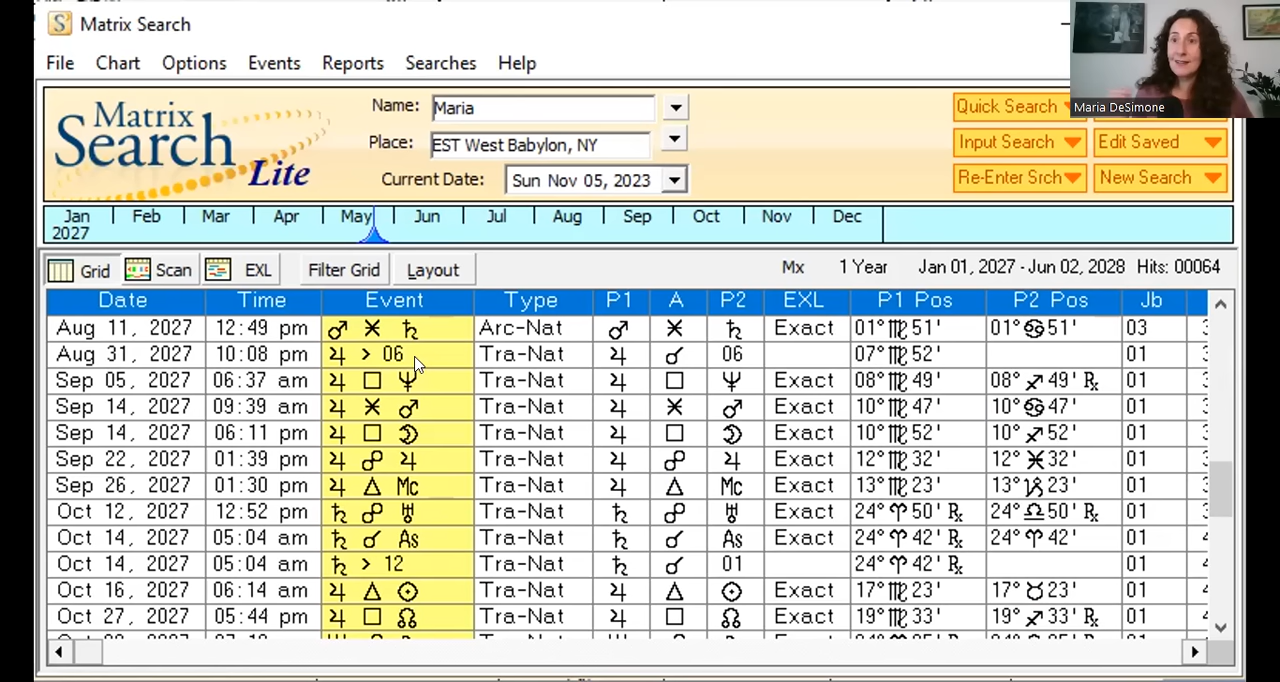 Matrix Search
Maria DeSimone
File Chart Options Events Reports Searches Help
Matrix Search Lite
Name: Maria
Place: EST West Babylon, NY
Current Date: Sun Nov 05, 2023
Quick Search
Input Search Edit Saved
Re-Enter Srch New Search
Jan Feb Mar Apr May Jun Jul Aug Sep Oct Nov Dec
2027
Grid Scan EXL Filter Grid Layout Mx 1 Year Jan 01, 2027 - Jun 02, 2028 Hits: 00064
Date Time Event Type P1 A P2 EXL P1 Pos P2 Pos Jb
Aug 11, 2027 12:49 pm ♂ ⚹ ♄ Arc-Nat ♂ ⚹ ♄ Exact 01°♏51' 01°♋51' 03
Aug 31, 2027 10:08 pm ♃ > 06 Tra-Nat ♃ ☌ 06 07°♏52' 01
Sep 05, 2027 06:37 am ♃ □ ♆ Tra-Nat ♃ □ ♆ Exact 08°♏49' 08°♐49' ℞ 01
Sep 14, 2027 09:39 am ♃ ⚹ ♂ Tra-Nat ♃ ⚹ ♂ Exact 10°♏47' 10°♋47' 01
Sep 14, 2027 06:11 pm ♃ □ ☽ Tra-Nat ♃ □ ☽ Exact 10°♏52' 10°♐52' 01
Sep 22, 2027 01:39 pm ♃ ☍ ♃ Tra-Nat ♃ ☍ ♃ Exact 12°♏32' 12°♓32' 01
Sep 26, 2027 01:30 pm ♃ △ Mc Tra-Nat ♃ △ Mc Exact 13°♏23' 13°♑23' 01
Oct 12, 2027 12:52 pm ♄ ☍ ♅ Tra-Nat ♄ ☍ ♅ Exact 24°♈50' ℞ 24°♎50' ℞ 01
Oct 14, 2027 05:04 am ♄ ☌ As Tra-Nat ♄ ☌ As Exact 24°♈42' ℞ 24°♈42' 01
Oct 14, 2027 05:04 am ♄ > 12 Tra-Nat ♄ ☌ 01 24°♈42' ℞ 01
Oct 16, 2027 06:14 am ♃ △ ☉ Tra-Nat ♃ △ ☉ Exact 17°♏23' 17°♉23' 01
Oct 27, 2027 05:44 pm ♃ □ ☊ Tra-Nat ♃ □ ☊ Exact 19°♏33' 19°♐33' ℞ 01